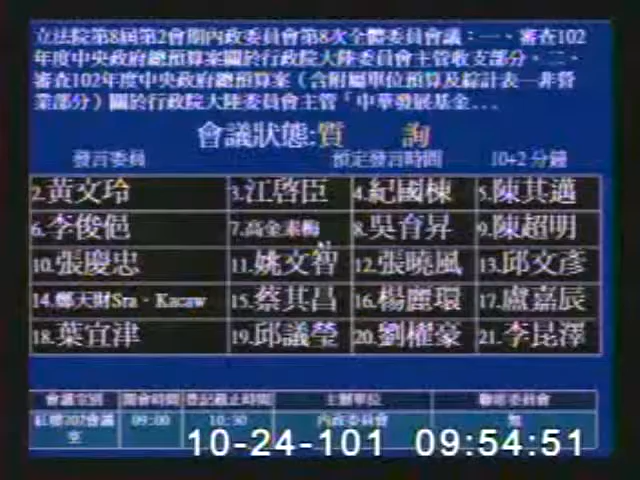 立法院第8屆第2會期內政委員會第8次全體委員會議：一、審查102
年度中央政府總預算案關於行政院大陸委員會主管收支部分。二、
審查102年度中央政府總預算案（含附屬單位預算及綜計表—非營
業部分）關於行政院大陸委員會主管「中華發展基金...
會議狀態:質 詢
發言委員 預定發言時間 10+2 分鐘
2.黃文玲 3.江啓臣 4.紀國棟 5.陳其邁
6.李俊俋 7.高金素梅 8.吳育昇 9.陳超明
10.張慶忠 11.姚文智 12.張曉風 13.邱文彥
14.鄭天財Sra．Kacaw 15.蔡其昌 16.楊麗環 17.盧嘉辰
18.葉宜津 19.邱議瑩 20.劉櫂豪 21.李昆澤
會議室別 開會時間 登記截止時間 主辦單位 聯席委員會
紅樓202會議室 09:00 10:30 內政委員會 無
10-24-101 09:54:51